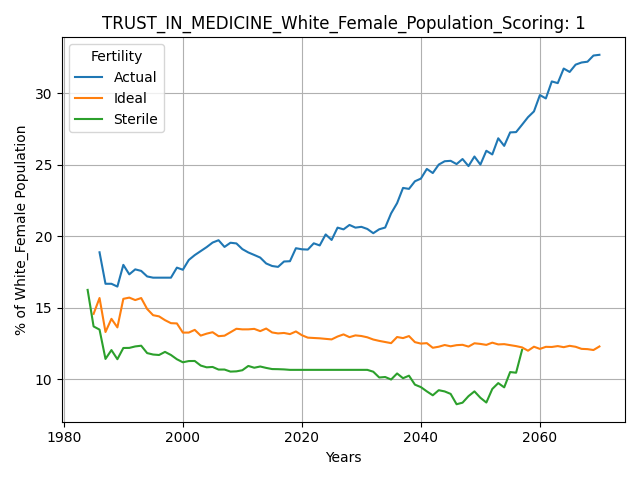 TRUST_IN_MEDICINE_White_Female_Population_Scoring: 1
Fertility
Actual
Ideal
Sterile
% of White_Female Population
30
25
20
15
10
1980
2000
2020
2040
2060
Years